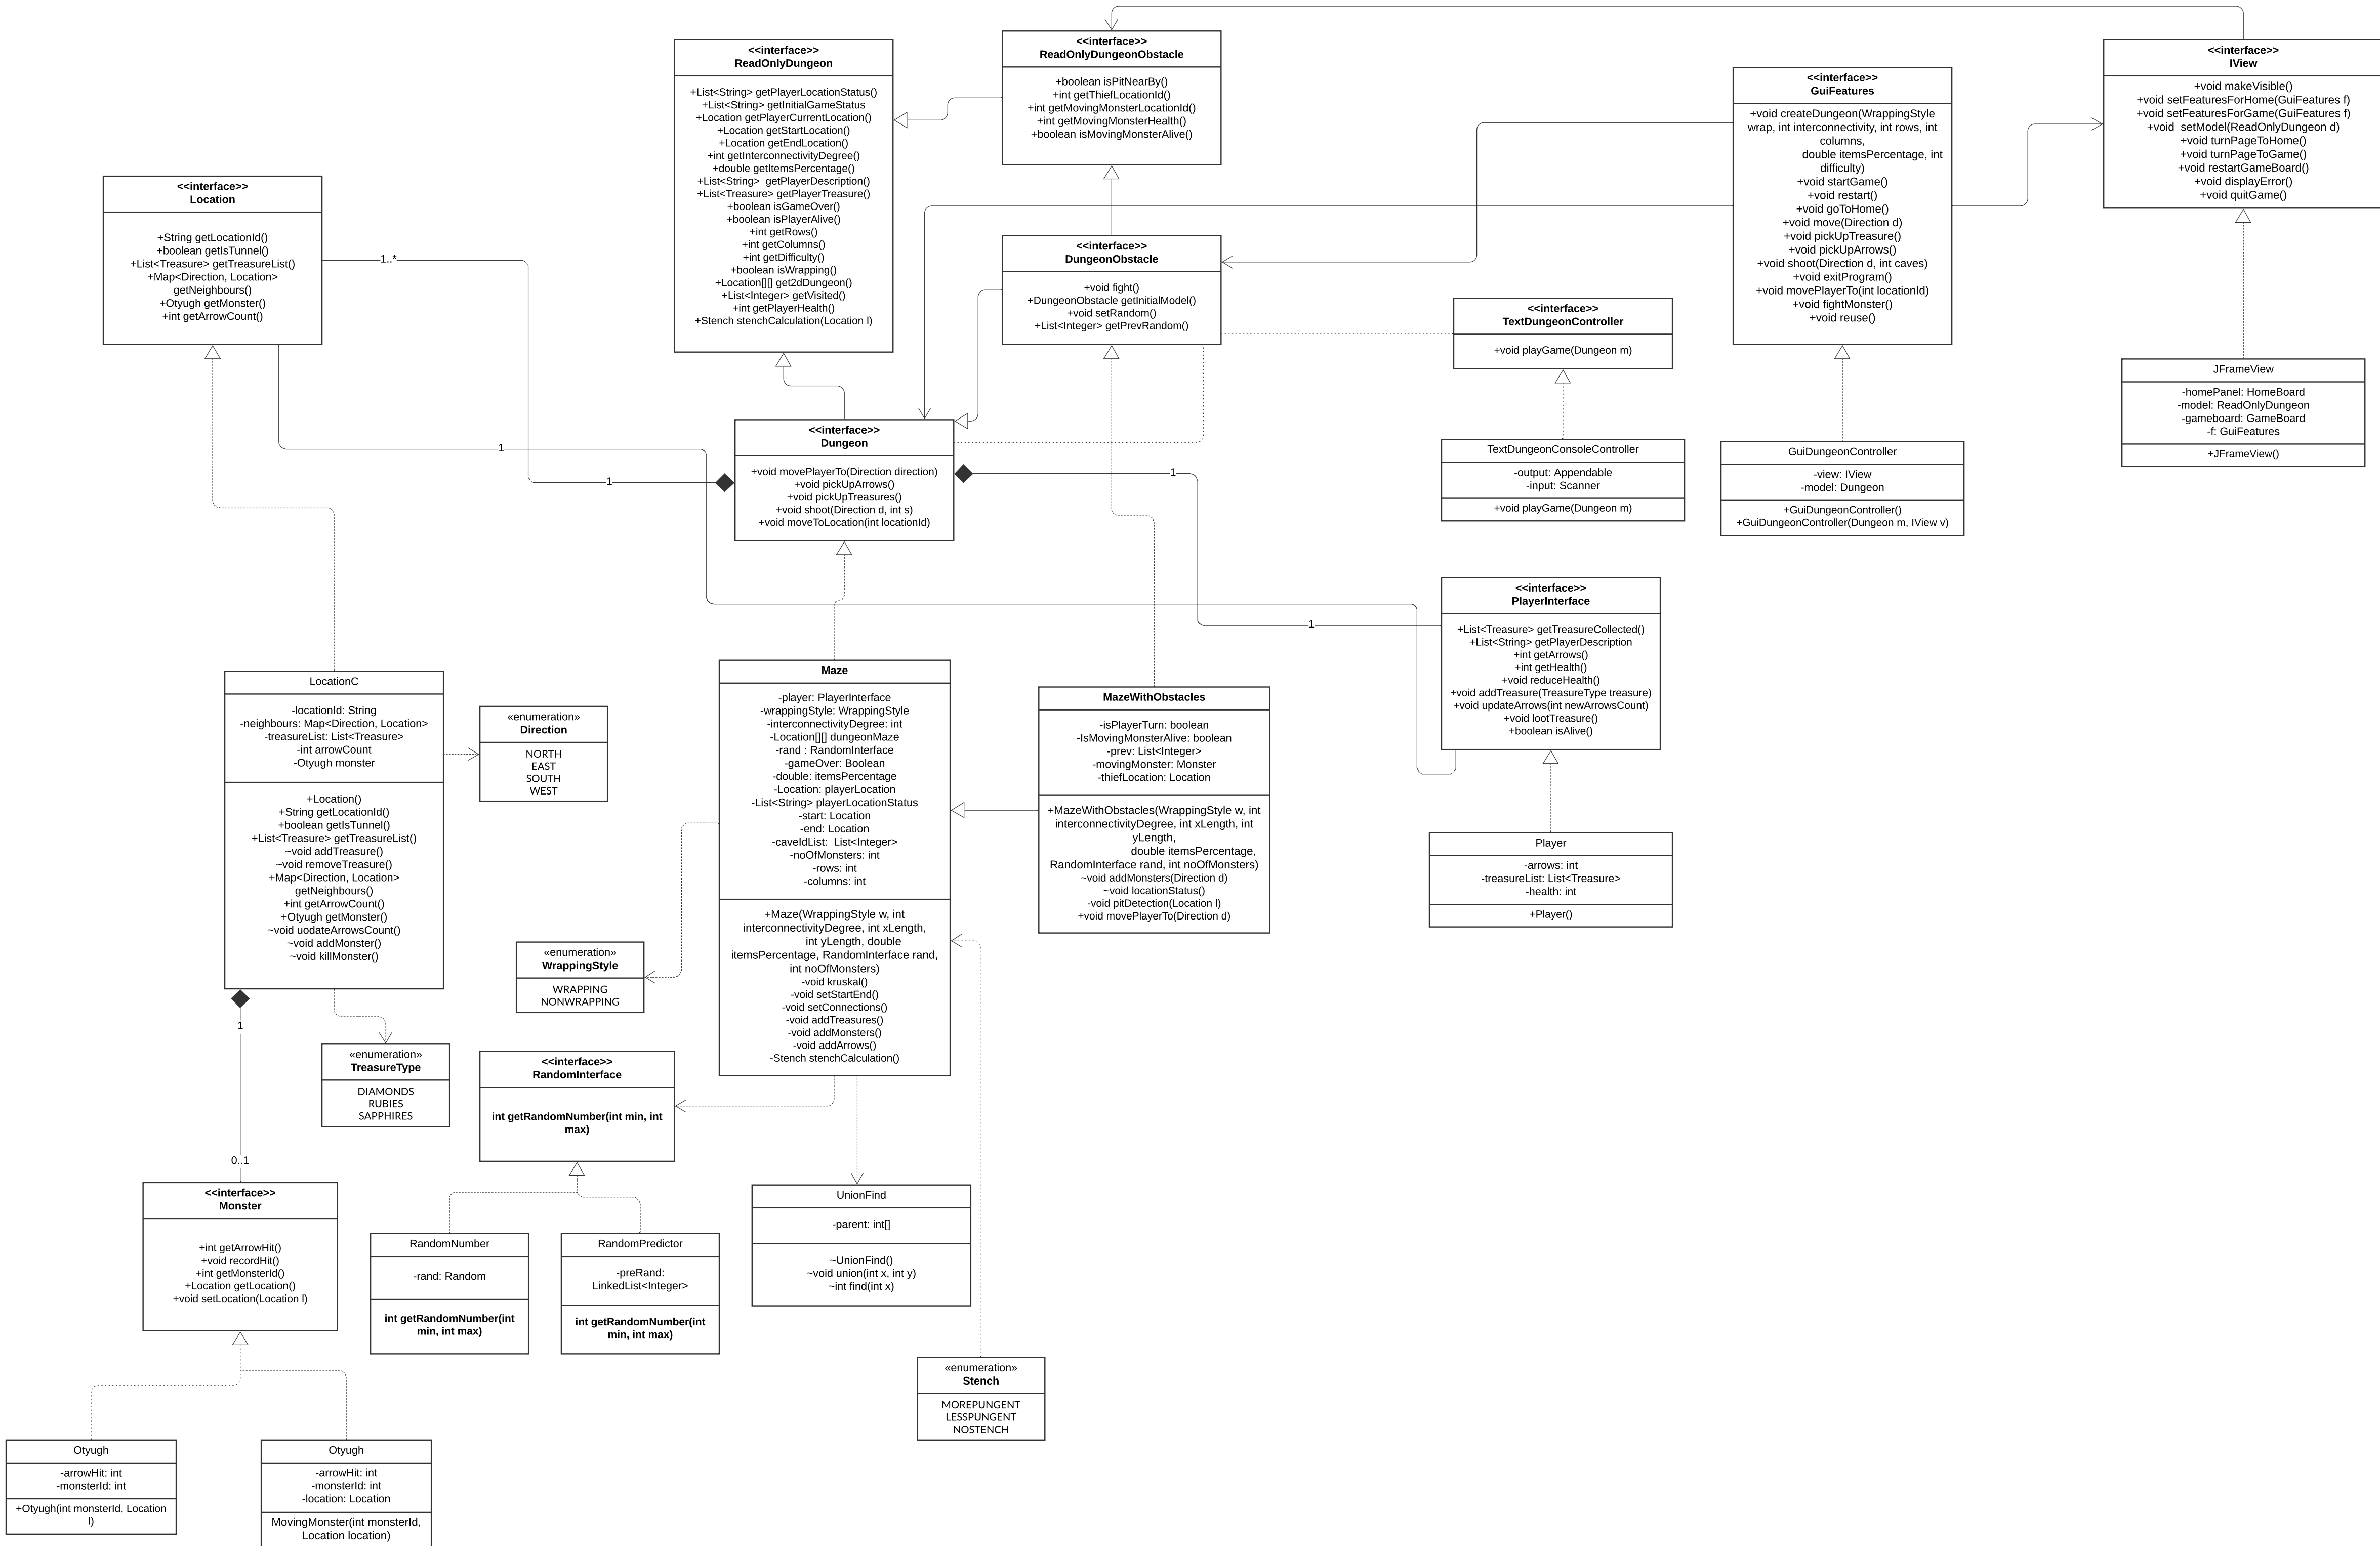 <<interface>>
ReadOnlyDungeon
+List<String> getPlayerLocationStatus()
+List<String> getInitialGameStatus
+Location getPlayerCurrentLocation()
+Location getStartLocation()
+Location getEndLocation()
+int getInterconnectivityDegree()
+double getItemsPercentage()
+List<String>  getPlayerDescription()
+List<Treasure> getPlayerTreasure()
+boolean isGameOver()
+boolean isPlayerAlive()
+int getRows()
+int getColumns()
+int getDifficulty()
+boolean isWrapping()
+Location[][] get2dDungeon()
+List<Integer> getVisited()
+int getPlayerHealth()
+Stench stenchCalculation(Location l)
<<interface>>
ReadOnlyDungeonObstacle
+boolean isPitNearBy()
+int getThiefLocationId()
+int getMovingMonsterLocationId()
+int getMovingMonsterHealth()
+boolean isMovingMonsterAlive()
<<interface>>
GuiFeatures
+void createDungeon(WrappingStyle
wrap, int interconnectivity, int rows, int
columns,
double itemsPercentage, int
difficulty)
+void startGame()
+void restart()
+void goToHome()
+void move(Direction d)
+void pickUpTreasure()
+void pickUpArrows()
+void shoot(Direction d, int caves)
+void exitProgram()
+void movePlayerTo(int locationId)
+void fightMonster()
+void reuse()
<<interface>>
IView
+void makeVisible()
+void setFeaturesForHome(GuiFeatures f)
+void setFeaturesForGame(GuiFeatures f)
+void  setModel(ReadOnlyDungeon d)
+void turnPageToHome()
+void turnPageToGame()
+void restartGameBoard()
+void displayError()
+void quitGame()
<<interface>>
Location
+String getLocationId()
+boolean getIsTunnel()
+List<Treasure> getTreasureList()
+Map<Direction, Location>
getNeighbours()
+Otyugh getMonster()
+int getArrowCount()
1..*
<<interface>>
DungeonObstacle
+void fight()
+DungeonObstacle getInitialModel()
+void setRandom()
+List<Integer> getPrevRandom()
<<interface>>
TextDungeonController
+void playGame(Dungeon m)
JFrameView
-homePanel: HomeBoard
-model: ReadOnlyDungeon
-gameboard: GameBoard
-f: GuiFeatures
+JFrameView()
<<interface>>
Dungeon
+void movePlayerTo(Direction direction)
+void pickUpArrows()
+void pickUpTreasures()
+void shoot(Direction d, int s)
+void moveToLocation(int locationId)
1
1
1
1
TextDungeonConsoleController
-output: Appendable
-input: Scanner
+void playGame(Dungeon m)
GuiDungeonController
-view: IView
-model: Dungeon
+GuiDungeonController()
+GuiDungeonController(Dungeon m, IView v)
<<interface>>
PlayerInterface
+List<Treasure> getTreasureCollected()
+List<String> getPlayerDescription
+int getArrows()
+int getHealth()
+void reduceHealth()
+void addTreasure(TreasureType treasure)
+void updateArrows(int newArrowsCount)
+void lootTreasure()
+boolean isAlive()
LocationC
-locationId: String
-neighbours: Map<Direction, Location>
-treasureList: List<Treasure>
-int arrowCount
-Otyugh monster
+Location()
+String getLocationId()
+boolean getIsTunnel()
+List<Treasure> getTreasureList()
~void addTreasure()
~void removeTreasure()
+Map<Direction, Location>
getNeighbours()
+int getArrowCount()
+Otyugh getMonster()
~void uodateArrowsCount()
~void addMonster()
~void killMonster()
«enumeration»
Direction
NORTH
EAST
SOUTH
WEST
Maze
-player: PlayerInterface
-wrappingStyle: WrappingStyle
-interconnectivityDegree: int
-Location[][] dungeonMaze
-rand : RandomInterface
-gameOver: Boolean
-double: itemsPercentage
-Location: playerLocation
-List<String> playerLocationStatus
-start: Location
-end: Location
-caveIdList:  List<Integer>
-noOfMonsters: int
-rows: int
-columns: int
+Maze(WrappingStyle w, int
interconnectivityDegree, int xLength,
int yLength, double
itemsPercentage, RandomInterface rand,
int noOfMonsters)
-void kruskal()
-void setStartEnd()
-void setConnections()
-void addTreasures()
-void addMonsters()
-void addArrows()
-Stench stenchCalculation()
MazeWithObstacles
-isPlayerTurn: boolean
-IsMovingMonsterAlive: boolean
-prev: List<Integer>
-movingMonster: Monster
-thiefLocation: Location
+MazeWithObstacles(WrappingStyle w, int
interconnectivityDegree, int xLength, int
yLength,
double itemsPercentage,
RandomInterface rand, int noOfMonsters)
~void addMonsters(Direction d)
~void locationStatus()
-void pitDetection(Location l)
+void movePlayerTo(Direction d)
Player
-arrows: int
-treasureList: List<Treasure>
-health: int
+Player()
«enumeration»
WrappingStyle
WRAPPING
NONWRAPPING
1
«enumeration»
TreasureType
DIAMONDS
RUBIES
SAPPHIRES
<<interface>>
RandomInterface
int getRandomNumber(int min, int
max)
0..1
<<interface>>
Monster
+int getArrowHit()
+void recordHit()
+int getMonsterId()
+Location getLocation()
+void setLocation(Location l)
RandomNumber
-rand: Random
int getRandomNumber(int
min, int max)
RandomPredictor
-preRand:
LinkedList<Integer>
int getRandomNumber(int
min, int max)
UnionFind
-parent: int[]
~UnionFind()
~void union(int x, int y)
~int find(int x)
«enumeration»
Stench
MOREPUNGENT
LESSPUNGENT
NOSTENCH
Otyugh
-arrowHit: int
-monsterId: int
+Otyugh(int monsterId, Location
l)
Otyugh
-arrowHit: int
-monsterId: int
-location: Location
MovingMonster(int monsterId,
Location location)